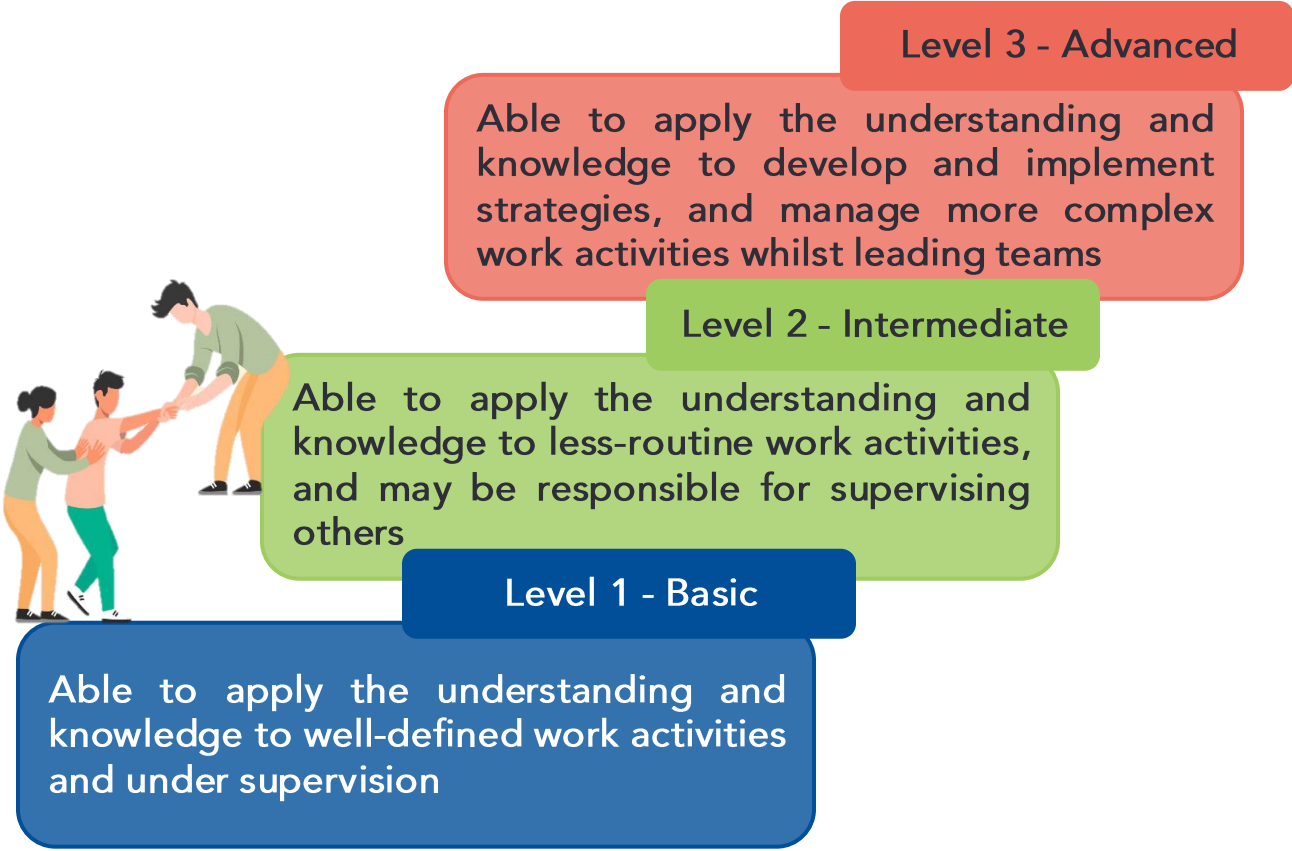 Level 3 - Advanced
Able to apply the understanding and
knowledge to develop and implement
strategies, and manage more complex
work activities whilst leading teams
Level 2 - Intermediate
Able to apply the understanding and
knowledge to less-routine work activities,
and may be responsible for supervising
others
Level 1 - Basic
Able to apply the understanding and
knowledge to well-defined work activities
and under supervision